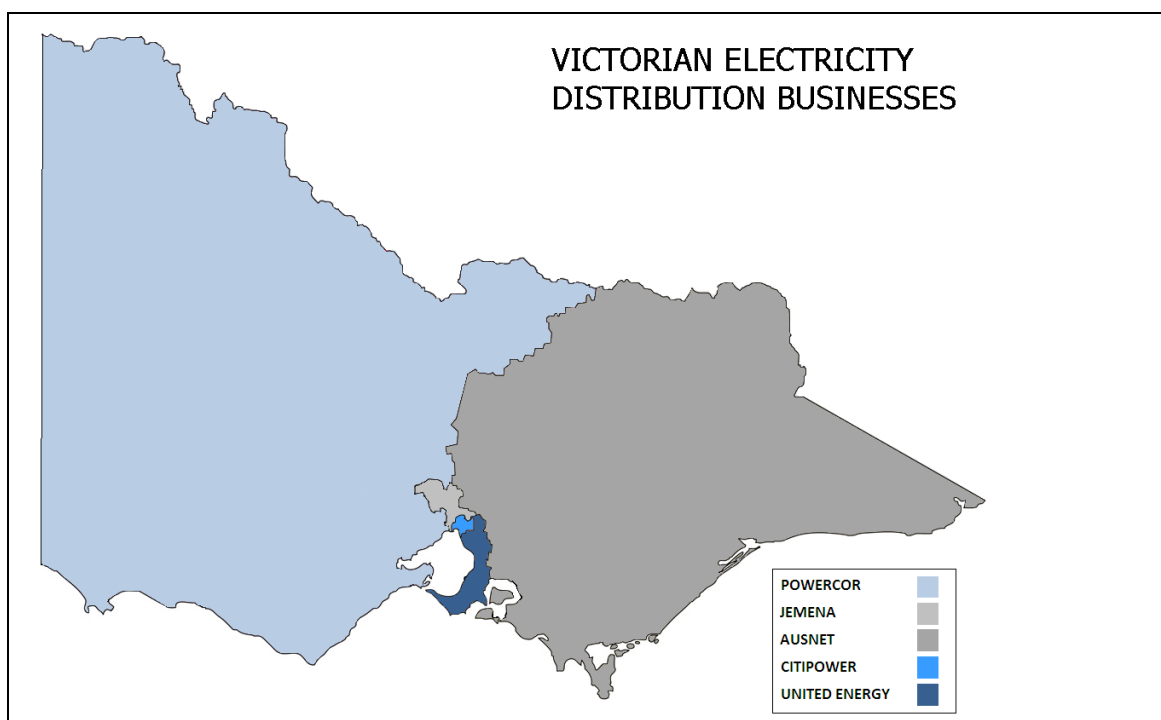 VICTORIAN ELECTRICITY
DISTRIBUTION BUSINESSES
POWERCOR
JEMENA
AUSNET
CITIPOWER
UNITED ENERGY